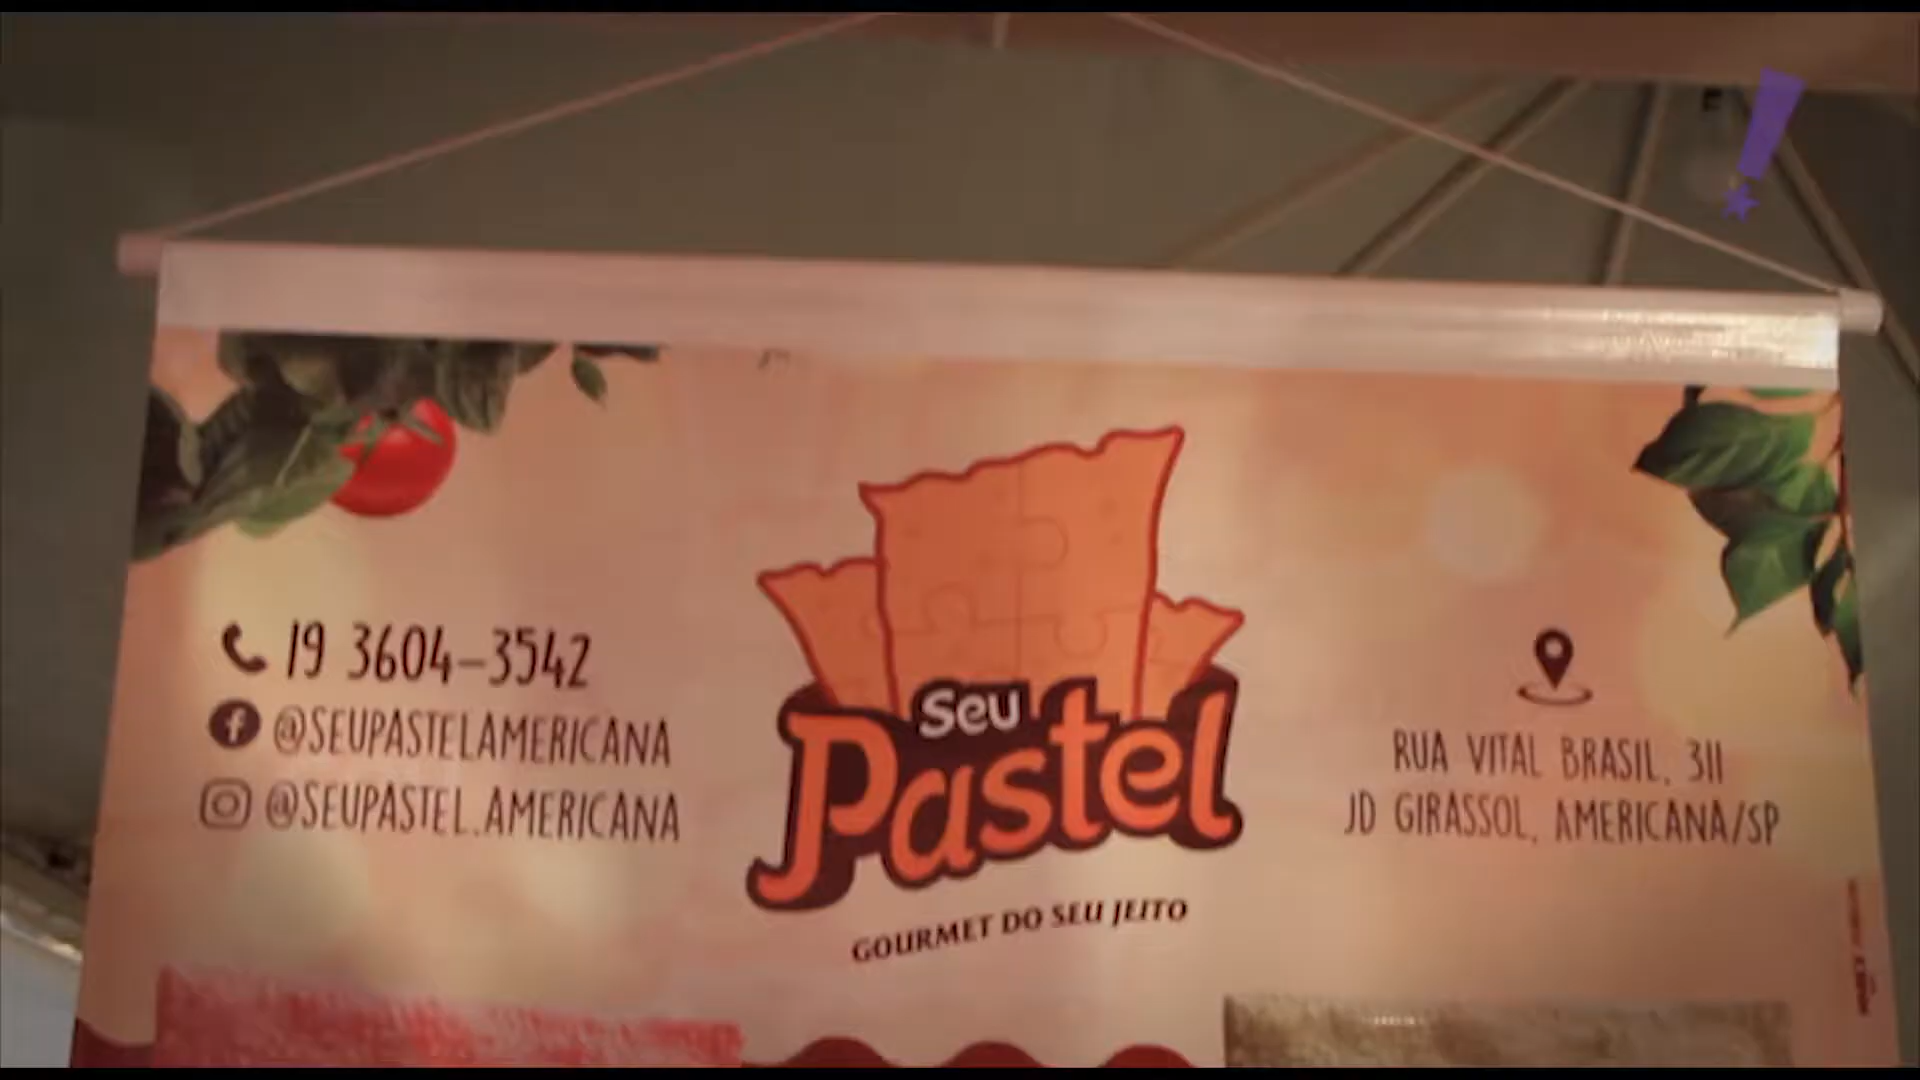 19 3604-3542
@SEUPASTELAMERICANA
@SEUPASTEL.AMERICANA
Seu
Pastel
GOURMET DO SEU JEITO
RUA VITAL BRASIL, 311
JD GIRASSOL, AMERICANA/SP